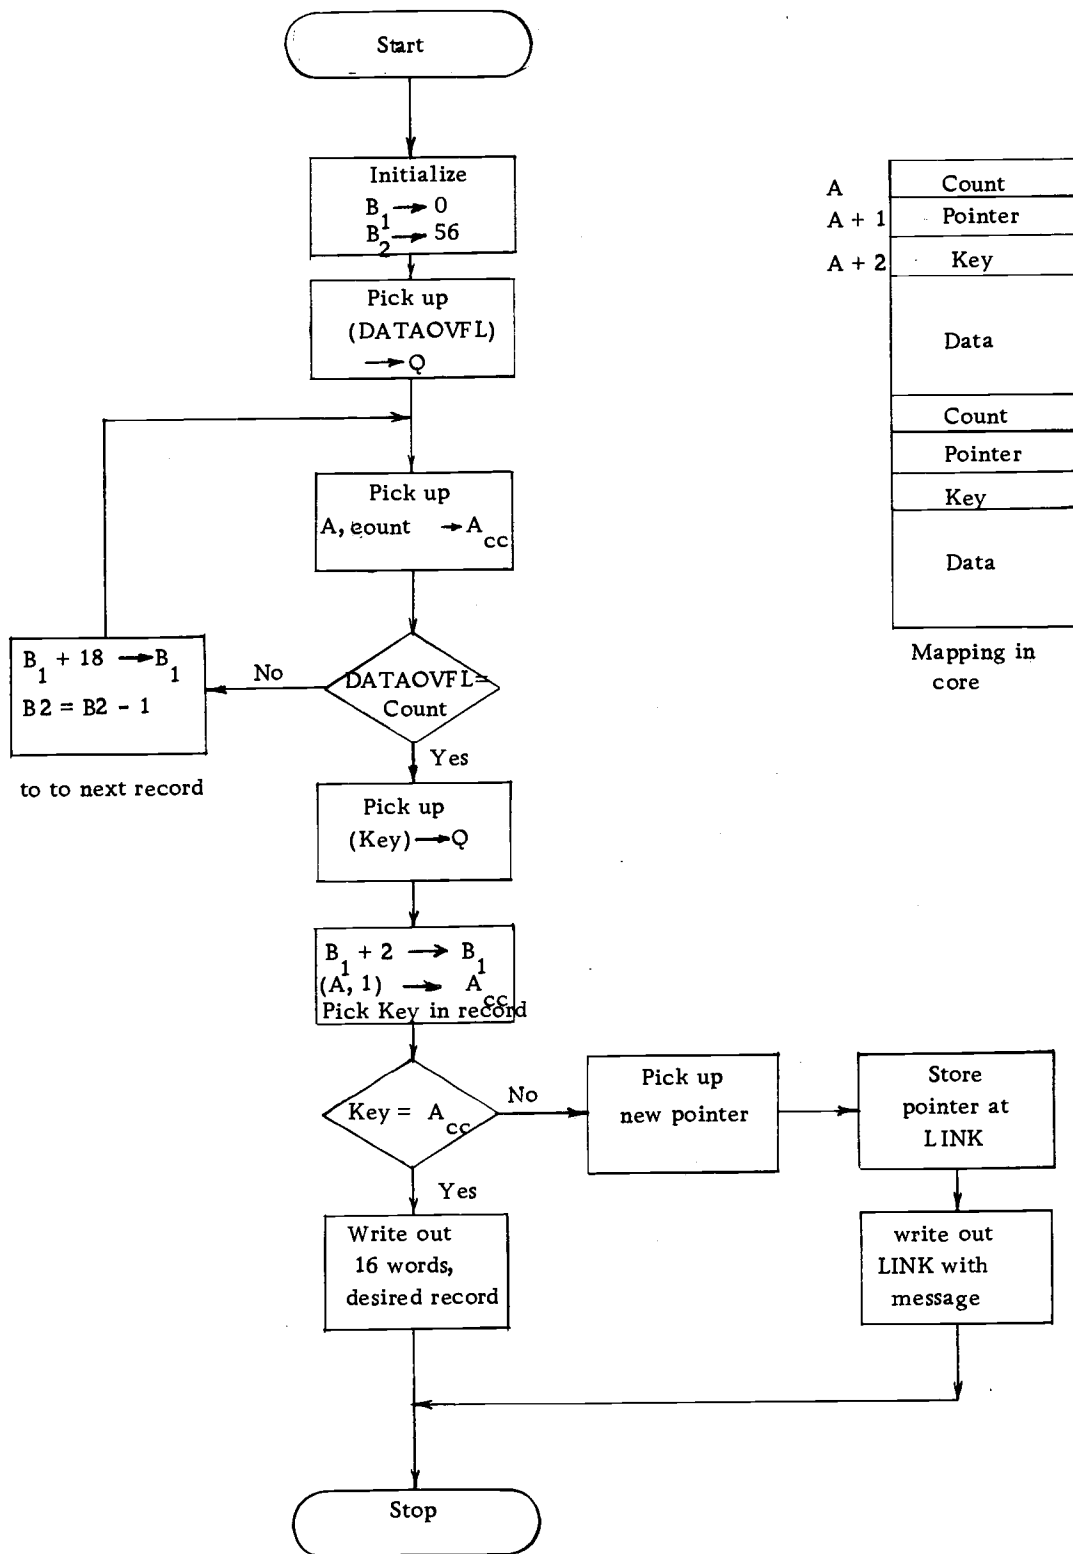 Start
Initialize
B1 → 0
B2 → 56
Pick up
(DATAOVFL)
→ Q
Pick up
A, count → Acc
DATAOVFL=
Count
No
Yes
B1 + 18 → B1
B2 = B2 - 1
to to next record
Pick up
(Key) → Q
B1 + 2 → B1
(A, 1) → Acc
Pick Key in record
Key = Acc
No
Yes
Pick up
new pointer
Store
pointer at
LINK
Write out
16 words,
desired record
write out
LINK with
message
Stop
A Count
A + 1 Pointer
A + 2 Key
Data
Count
Pointer
Key
Data
Mapping in
core